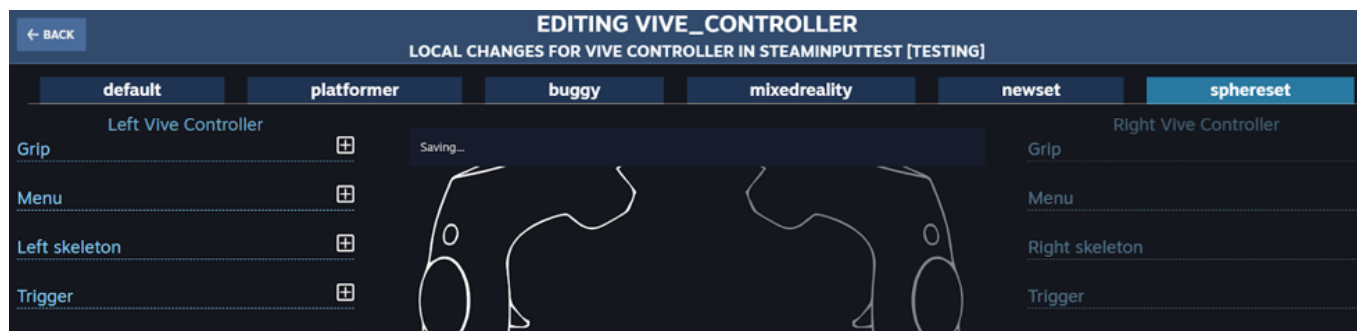 ← BACK
EDITING VIVE_CONTROLLER
LOCAL CHANGES FOR VIVE CONTROLLER IN STEAMINPUTTEST [TESTING]
default platformer buggy mixedreality newset sphereset
Left Vive Controller
Grip
Menu
Left skeleton
Trigger
Saving...
Right Vive Controller
Grip
Menu
Right skeleton
Trigger